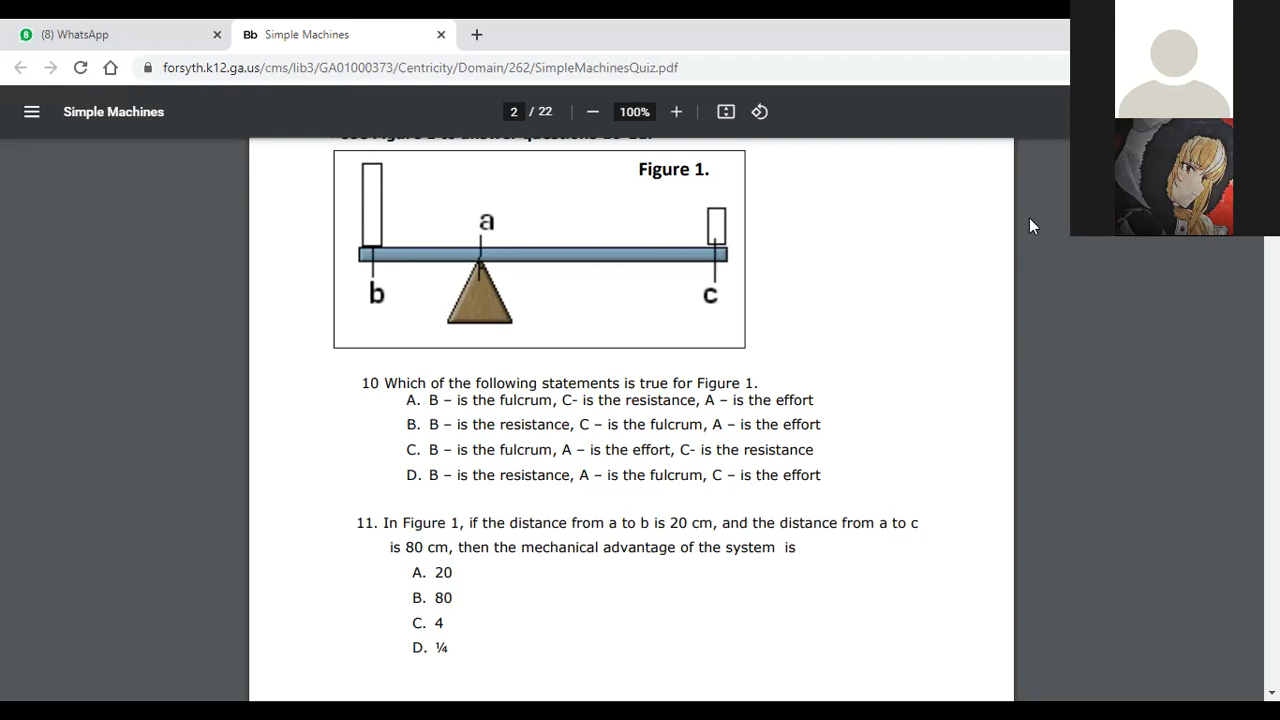 (8) WhatsApp
Bb Simple Machines
forsyth.k12.ga.us/cms/lib3/GA01000373/Centricity/Domain/262/SimpleMachinesQuiz.pdf
Simple Machines
2 / 22
100%
Figure 1.
a
b
c
10 Which of the following statements is true for Figure 1.
A. B – is the fulcrum, C- is the resistance, A – is the effort
B. B – is the resistance, C – is the fulcrum, A – is the effort
C. B – is the fulcrum, A – is the effort, C- is the resistance
D. B – is the resistance, A – is the fulcrum, C – is the effort
11. In Figure 1, if the distance from a to b is 20 cm, and the distance from a to c
is 80 cm, then the mechanical advantage of the system is
A. 20
B. 80
C. 4
D. ¼